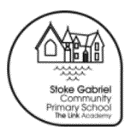 Stoke Gabriel
Community
Primary School
The Link Academy